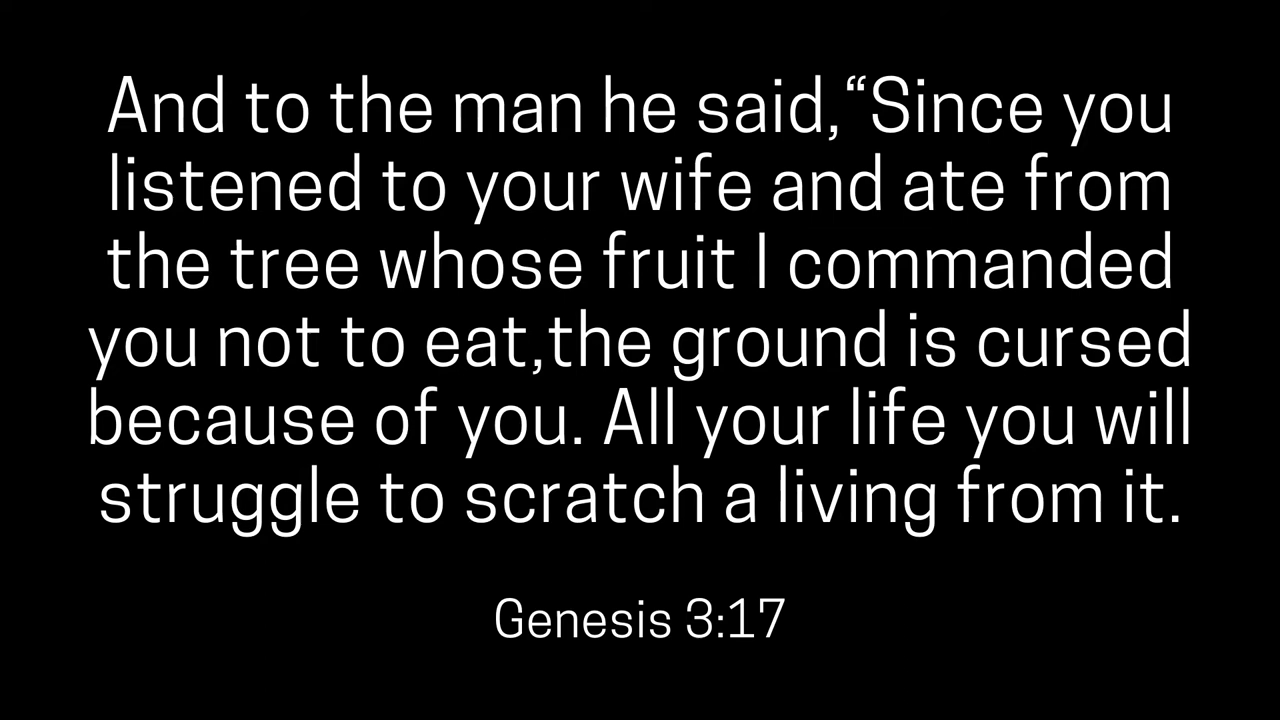 And to the man he said,“Since you
listened to your wife and ate from
the tree whose fruit I commanded
you not to eat,the ground is cursed
because of you. All your life you will
struggle to scratch a living from it.
Genesis 3:17